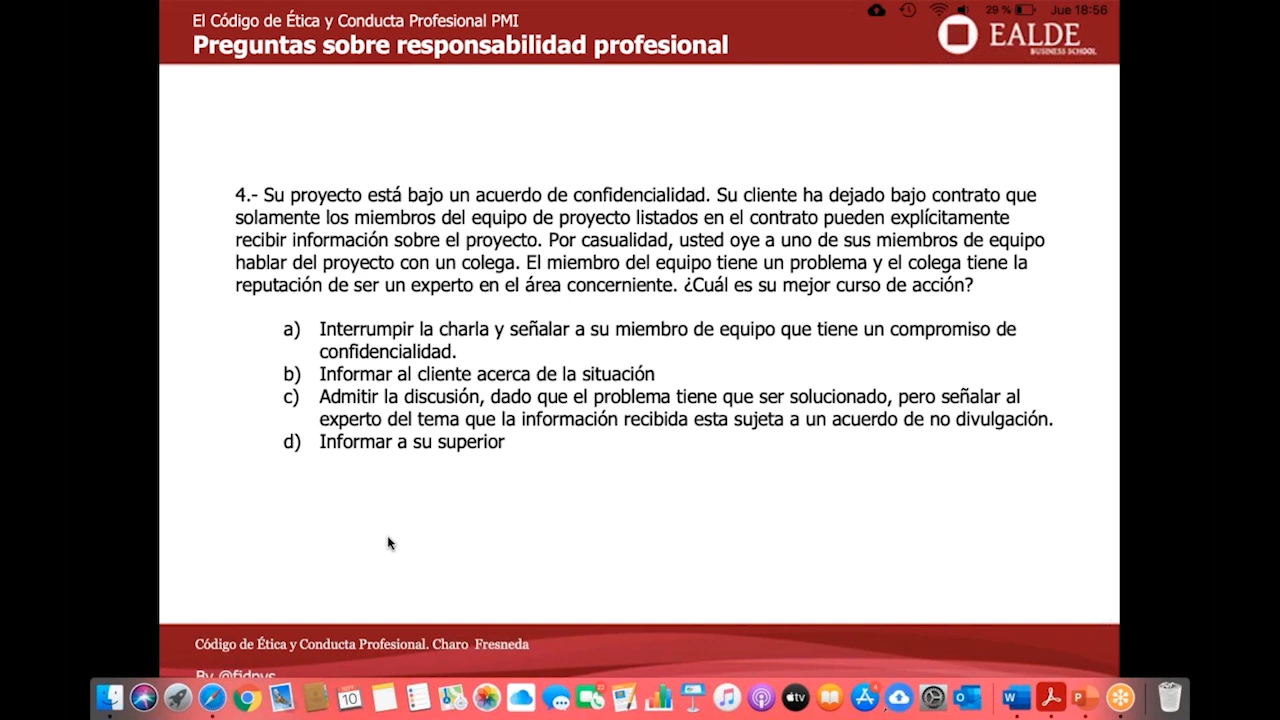 El Código de Ética y Conducta Profesional PMI
Preguntas sobre responsabilidad profesional
29 %
Jue 18:56
EALDE
BUSINESS SCHOOL
4.- Su proyecto está bajo un acuerdo de confidencialidad. Su cliente ha dejado bajo contrato que
solamente los miembros del equipo de proyecto listados en el contrato pueden explícitamente
recibir información sobre el proyecto. Por casualidad, usted oye a uno de sus miembros de equipo
hablar del proyecto con un colega. El miembro del equipo tiene un problema y el colega tiene la
reputación de ser un experto en el área concerniente. ¿Cuál es su mejor curso de acción?
a) Interrumpir la charla y señalar a su miembro de equipo que tiene un compromiso de
confidencialidad.
b) Informar al cliente acerca de la situación
c) Admitir la discusión, dado que el problema tiene que ser solucionado, pero señalar al
experto del tema que la información recibida esta sujeta a un acuerdo de no divulgación.
d) Informar a su superior
Código de Ética y Conducta Profesional. Charo Fresneda
By @fidpys
10
tv